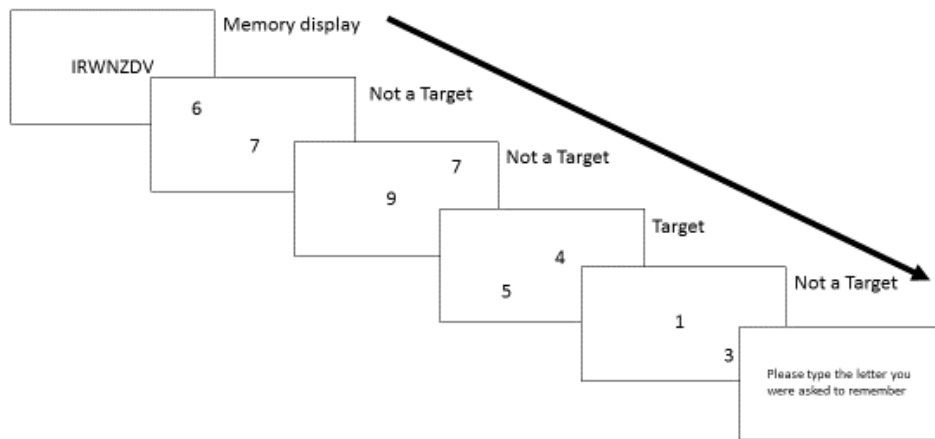 Memory display
IRWNZDV
Not a Target
6
7
Not a Target
7
9
Target
4
5
Not a Target
1
3
Please type the letter you
were asked to remember